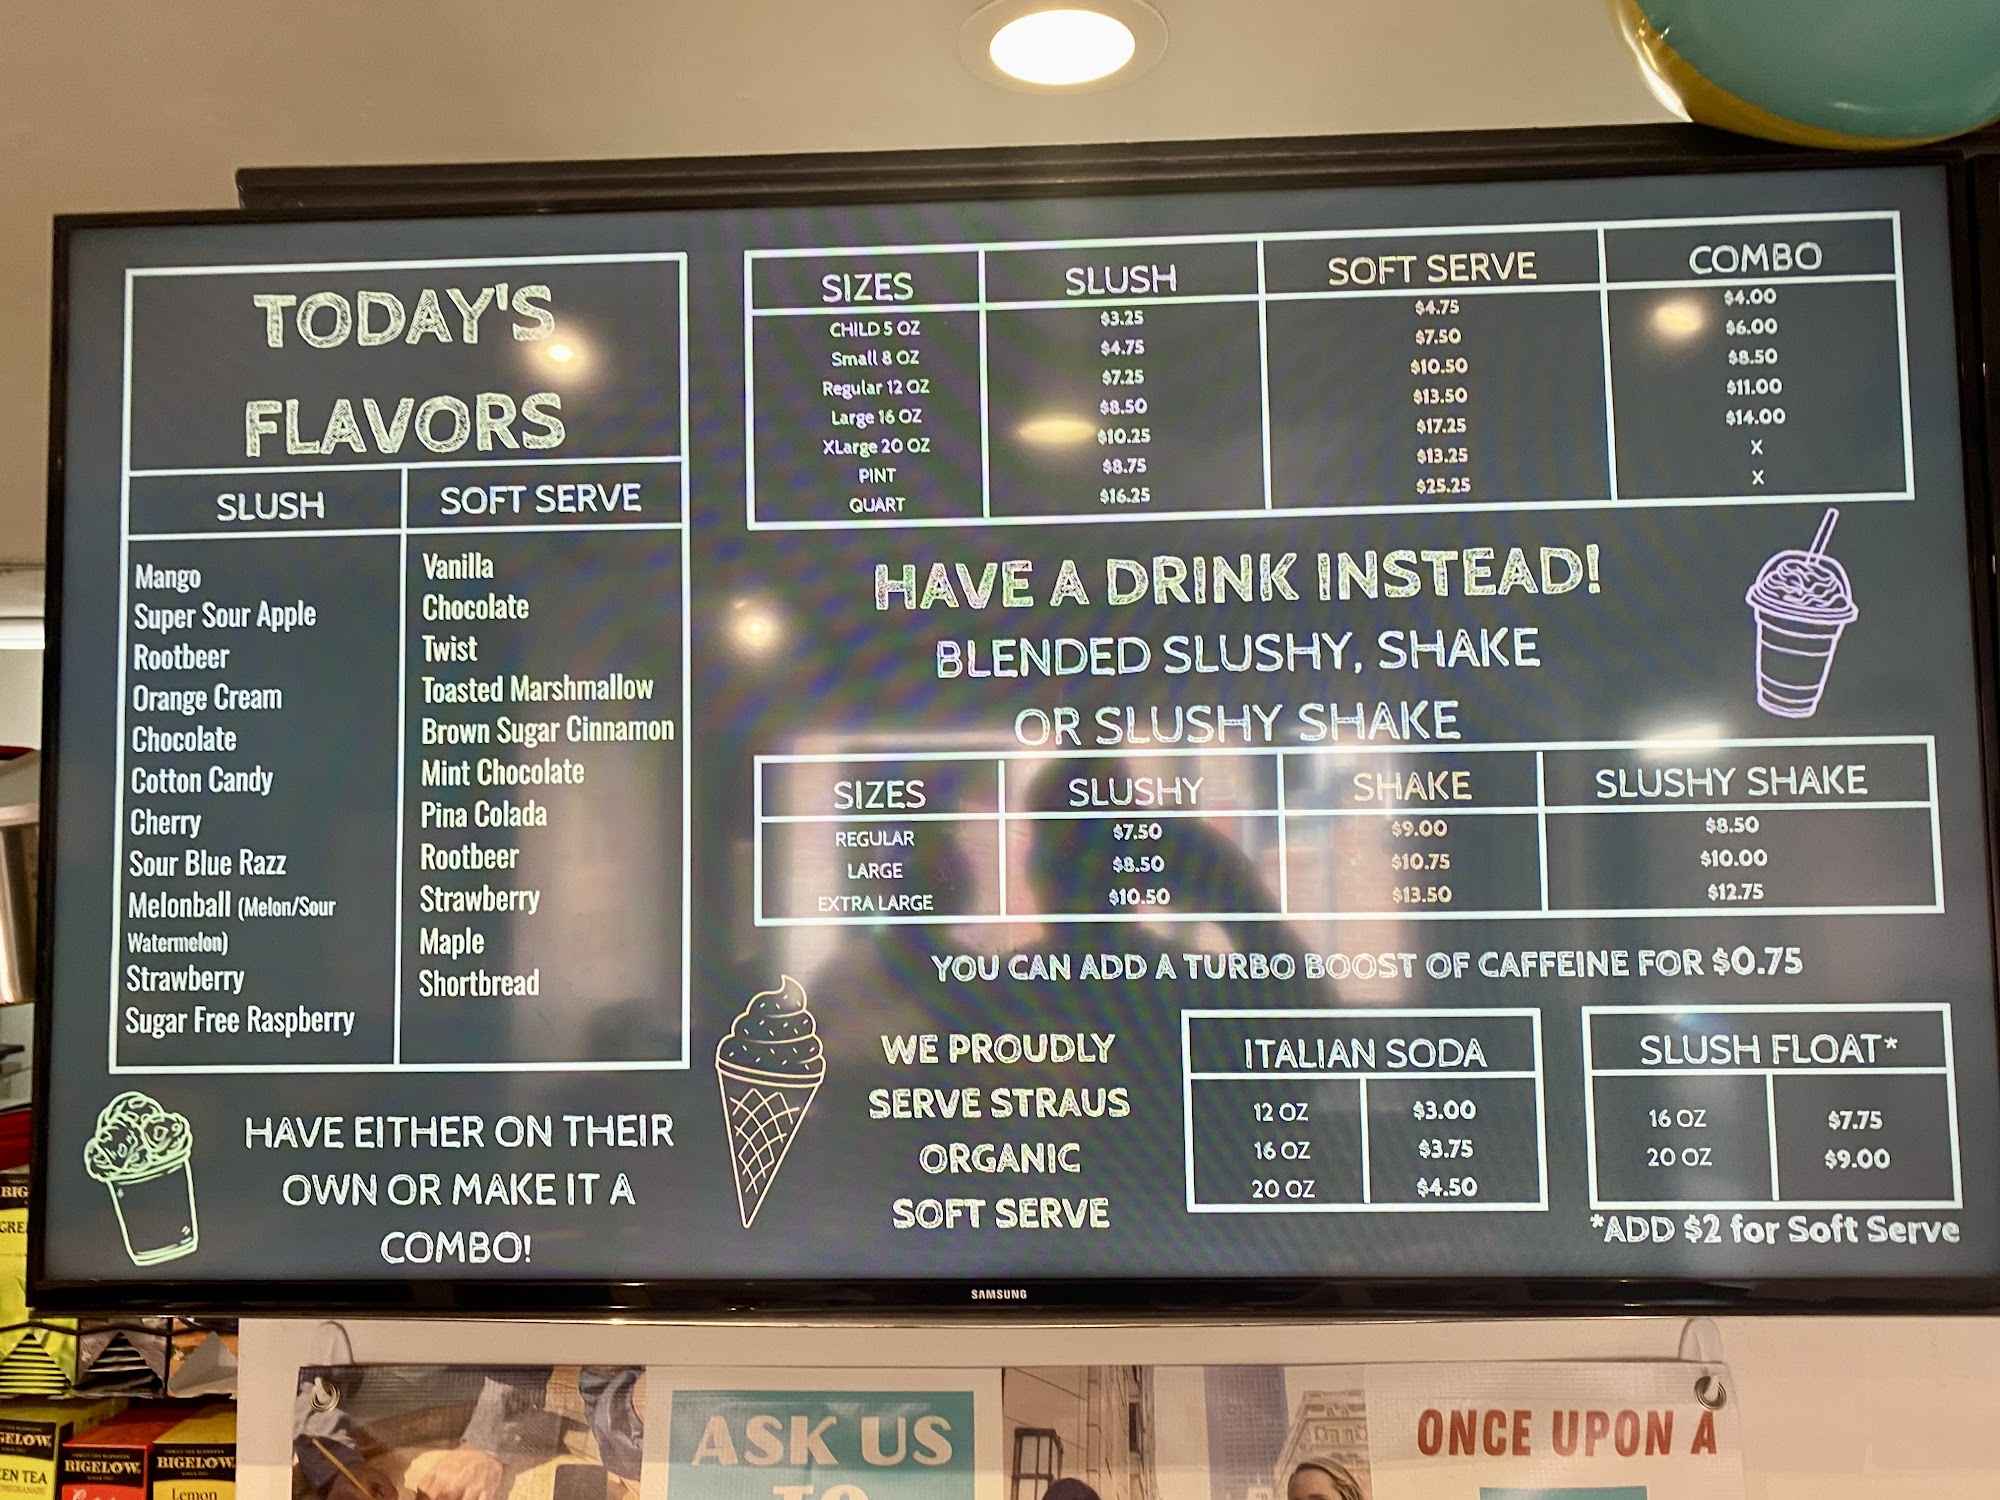 TODAY'S
FLAVORS
SLUSH SOFT SERVE
Mango
Super Sour Apple
Rootbeer
Orange Cream
Chocolate
Cotton Candy
Cherry
Sour Blue Razz
Melonball (Melon/Sour
Watermelon)
Strawberry
Sugar Free Raspberry
Vanilla
Chocolate
Twist
Toasted Marshmallow
Brown Sugar Cinnamon
Mint Chocolate
Pina Colada
Rootbeer
Strawberry
Maple
Shortbread
HAVE EITHER ON THEIR
OWN OR MAKE IT A
COMBO!
SIZES SLUSH SOFT SERVE COMBO
CHILD 5 OZ $3.25 $4.75 $4.00
Small 8 OZ $4.75 $7.50 $6.00
Regular 12 OZ $7.25 $10.50 $8.50
Large 16 OZ $8.50 $13.50 $11.00
XLarge 20 OZ $10.25 $17.25 $14.00
PINT $8.75 $13.25 X
QUART $16.25 $25.25 X
HAVE A DRINK INSTEAD!
BLENDED SLUSHY, SHAKE
OR SLUSHY SHAKE
SIZES SLUSHY SHAKE SLUSHY SHAKE
REGULAR $7.50 $9.00 $8.50
LARGE $8.50 $10.75 $10.00
EXTRA LARGE $10.50 $13.50 $12.75
YOU CAN ADD A TURBO BOOST OF CAFFEINE FOR $0.75
WE PROUDLY
SERVE STRAUS
ORGANIC
SOFT SERVE
ITALIAN SODA
12 OZ $3.00
16 OZ $3.75
20 OZ $4.50
SLUSH FLOAT*
16 OZ $7.75
20 OZ $9.00
*ADD $2 for Soft Serve
SAMSUNG
ASK US
TO
ONCE UPON A
BIGELOW
BIGELOW
Lemon